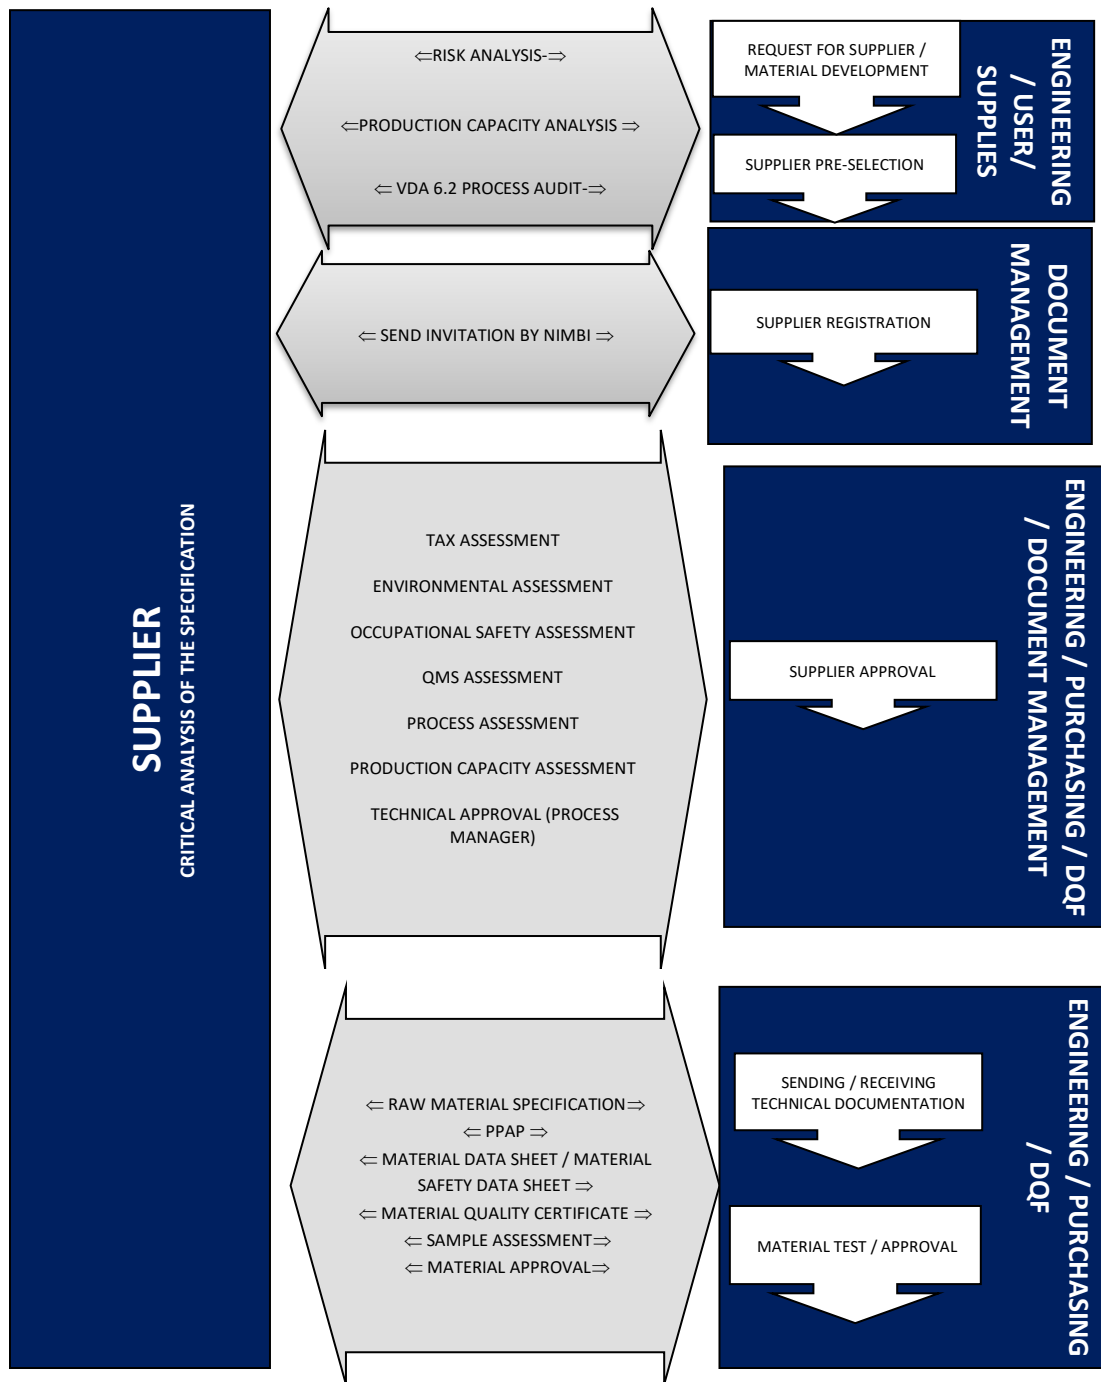 SUPPLIER
CRITICAL ANALYSIS OF THE SPECIFICATION
⇐RISK ANALYSIS-⇒
⇐PRODUCTION CAPACITY ANALYSIS ⇒
⇐ VDA 6.2 PROCESS AUDIT-⇒
REQUEST FOR SUPPLIER /
MATERIAL DEVELOPMENT
SUPPLIER PRE-SELECTION
ENGINEERING
/ USER/
SUPPLIES
⇐ SEND INVITATION BY NIMBI ⇒
SUPPLIER REGISTRATION
DOCUMENT
MANAGEMENT
TAX ASSESSMENT
ENVIRONMENTAL ASSESSMENT
OCCUPATIONAL SAFETY ASSESSMENT
QMS ASSESSMENT
PROCESS ASSESSMENT
PRODUCTION CAPACITY ASSESSMENT
TECHNICAL APPROVAL (PROCESS
MANAGER)
SUPPLIER APPROVAL
ENGINEERING / PURCHASING / DQF
/ DOCUMENT MANAGEMENT
⇐ RAW MATERIAL SPECIFICATION⇒
⇐ PPAP ⇒
⇐ MATERIAL DATA SHEET / MATERIAL
SAFETY DATA SHEET ⇒
⇐ MATERIAL QUALITY CERTIFICATE ⇒
⇐ SAMPLE ASSESSMENT⇒
⇐ MATERIAL APPROVAL⇒
SENDING / RECEIVING
TECHNICAL DOCUMENTATION
MATERIAL TEST / APPROVAL
ENGINEERING / PURCHASING
/ DQF